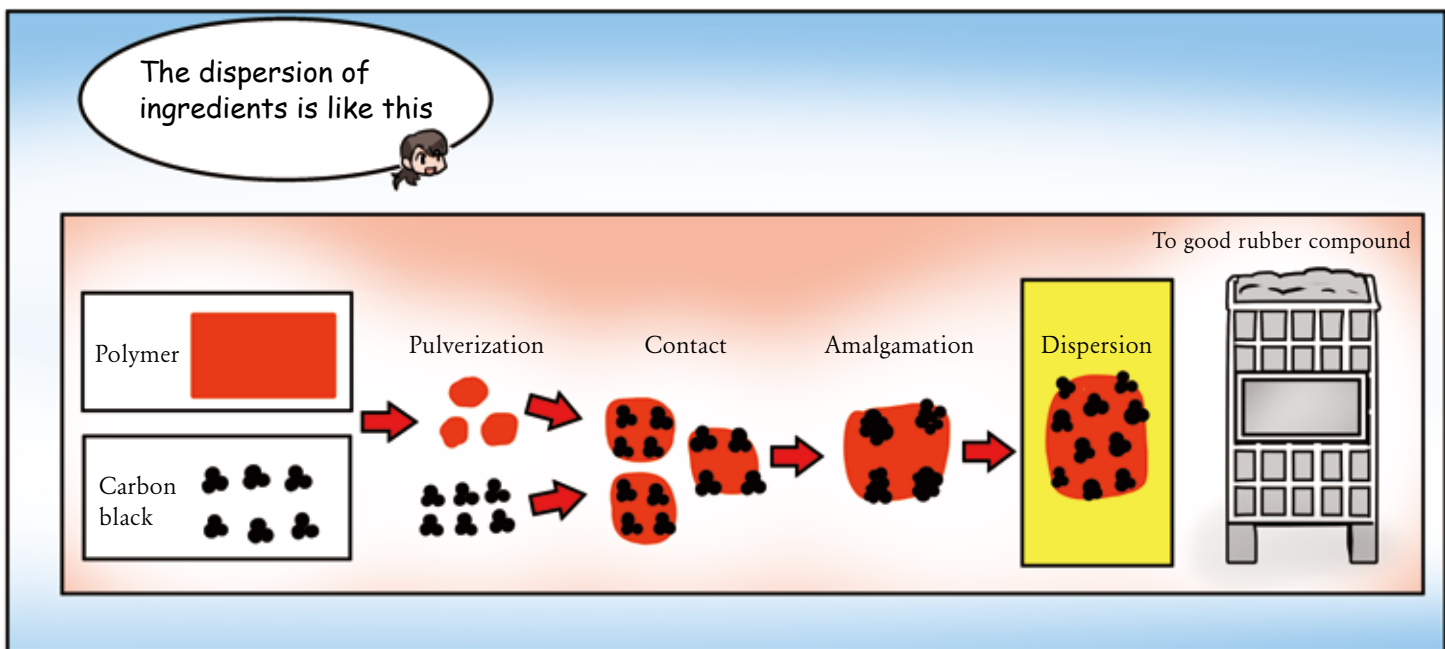 The dispersion of
ingredients is like this
To good rubber compound
Polymer
Pulverization
Contact
Amalgamation
Dispersion
Carbon
black